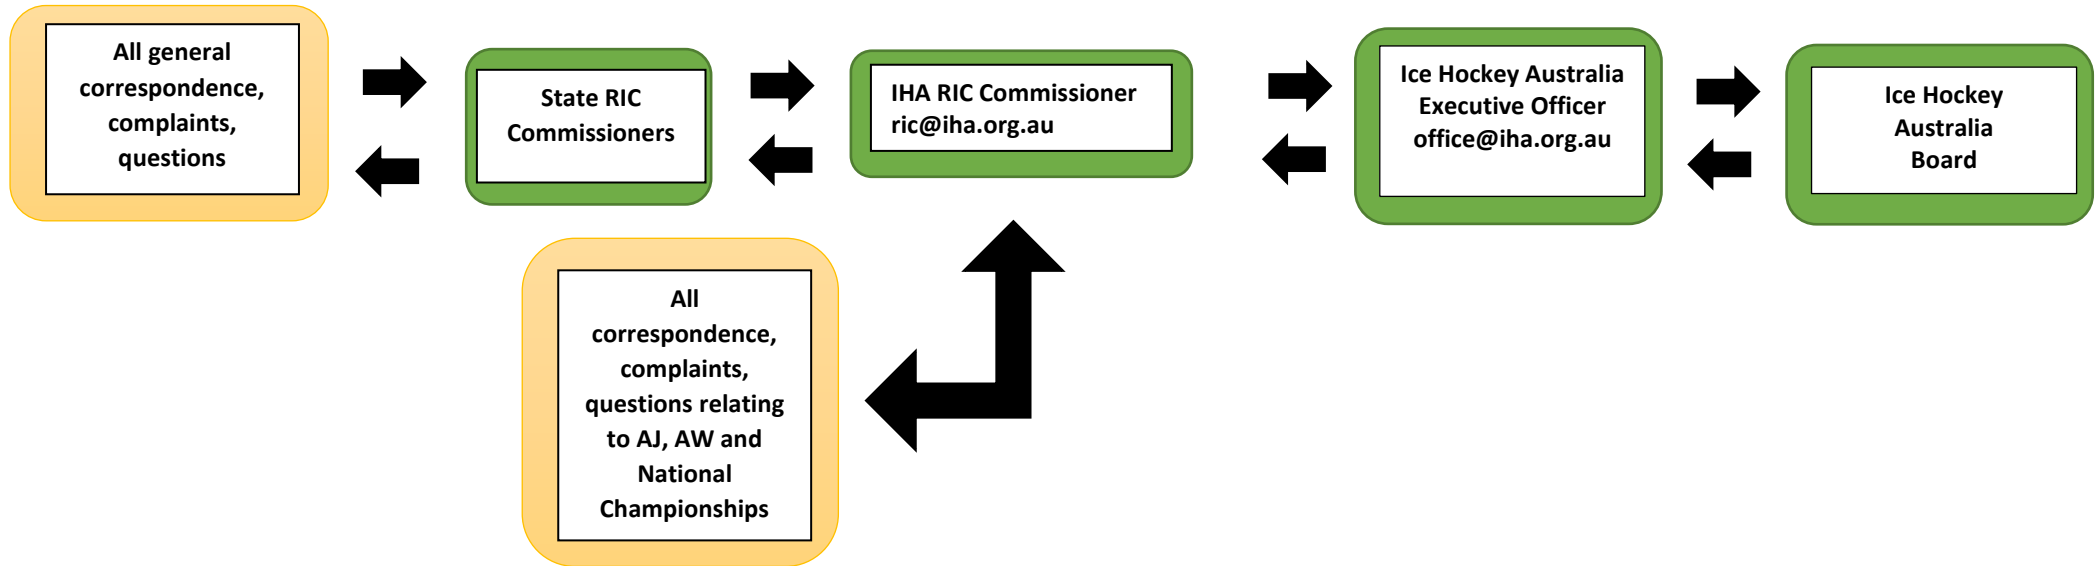 All general
correspondence,
complaints,
questions
State RIC
Commissioners
IHA RIC Commissioner
ric@iha.org.au
Ice Hockey Australia
Executive Officer
office@iha.org.au
Ice Hockey
Australia
Board
All
correspondence,
complaints,
questions relating
to AJ, AW and
National
Championships